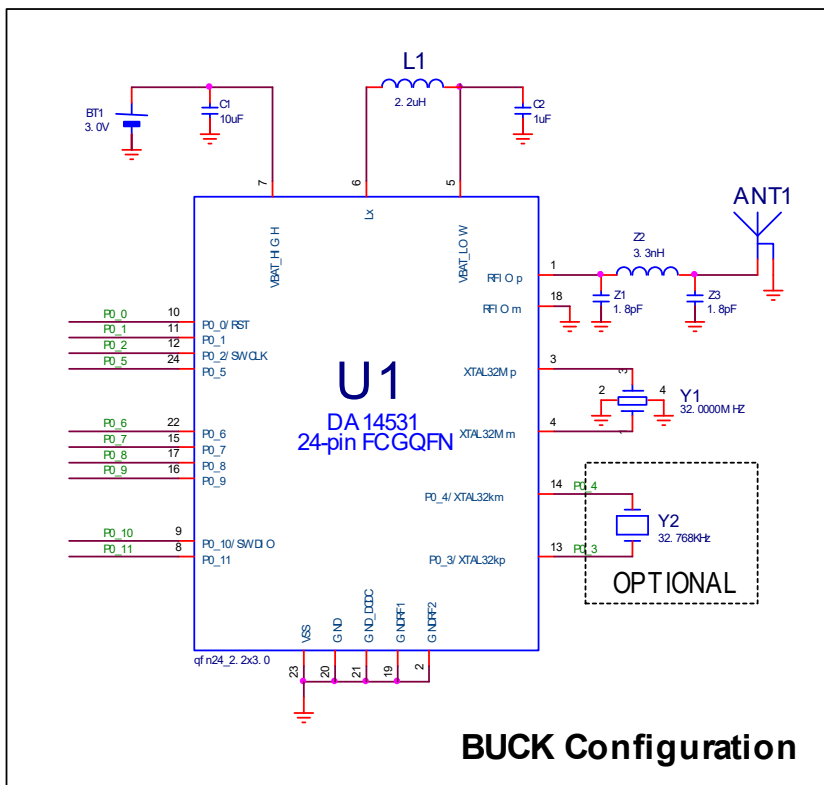 L1
2.2uH
C1
10uF
BT1
3.0V
C2
1uF
7
6
5
VBAT_HIGH
Lx
VBAT_LOW
ANT1
Z2
3.3nH
1
RFIOp
Z1
1.8pF
Z3
1.8pF
18
RFIOm
P0_0
10
P0_0/RST
P0_1
11
P0_1
P0_2
12
P0_2/SWCLK
P0_5
24
P0_5
3
XTAL32Mp
3
2
4
Y1
32.0000MHZ
1
4
XTAL32Mm
U1
DA14531
24-pin FCGQFN
P0_6
22
P0_6
P0_7
15
P0_7
P0_8
17
P0_8
P0_9
16
P0_9
14
P0_4
P0_4/XTAL32km
Y2
32.768KHz
13
P0_3
P0_3/XTAL32kp
OPTIONAL
P0_10
9
P0_10/SWDIO
P0_11
8
P0_11
VSS
GND
GND_DCDC
GNDRF1
GNDRF2
23
20
21
19
2
qfn24_2.2x3.0
BUCK Configuration